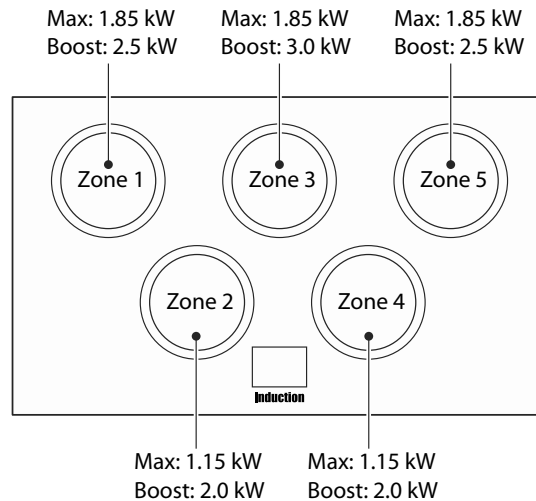 Max: 1.85 kW
Boost: 2.5 kW
Max: 1.85 kW
Boost: 3.0 kW
Max: 1.85 kW
Boost: 2.5 kW
Zone 1
Zone 3
Zone 5
Zone 2
Zone 4
Induction
Max: 1.15 kW
Boost: 2.0 kW
Max: 1.15 kW
Boost: 2.0 kW